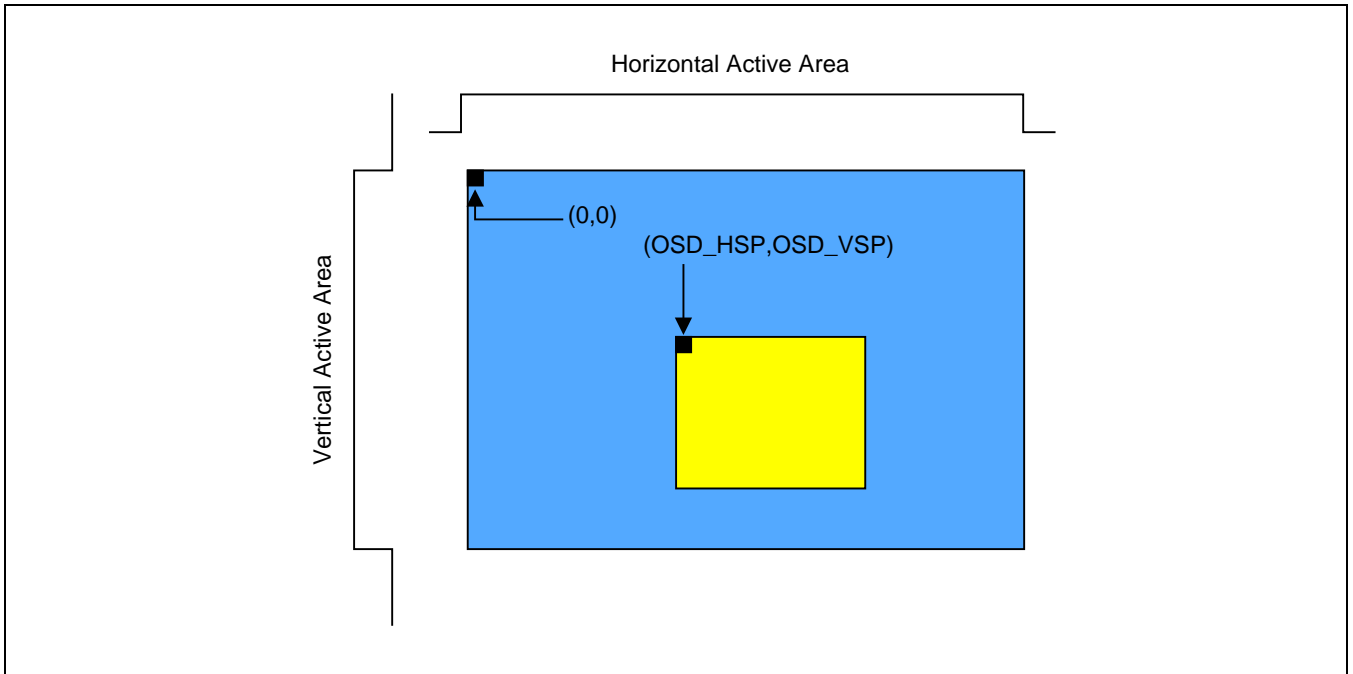 Horizontal Active Area
(0,0)
(OSD_HSP,OSD_VSP)
Vertical Active Area